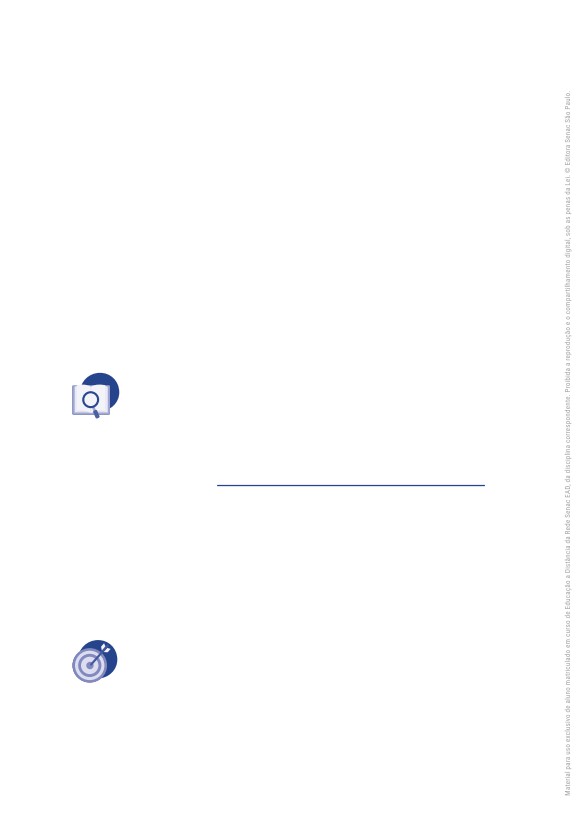 Material para uso exclusivo de aluno matriculado em curso de Educação a Distância da Rede Senac EAD, da disciplina correspondente. Proibida a reprodução e o compartilhamento digital, sob as penas da Lei. © Editora Senac São Paulo.